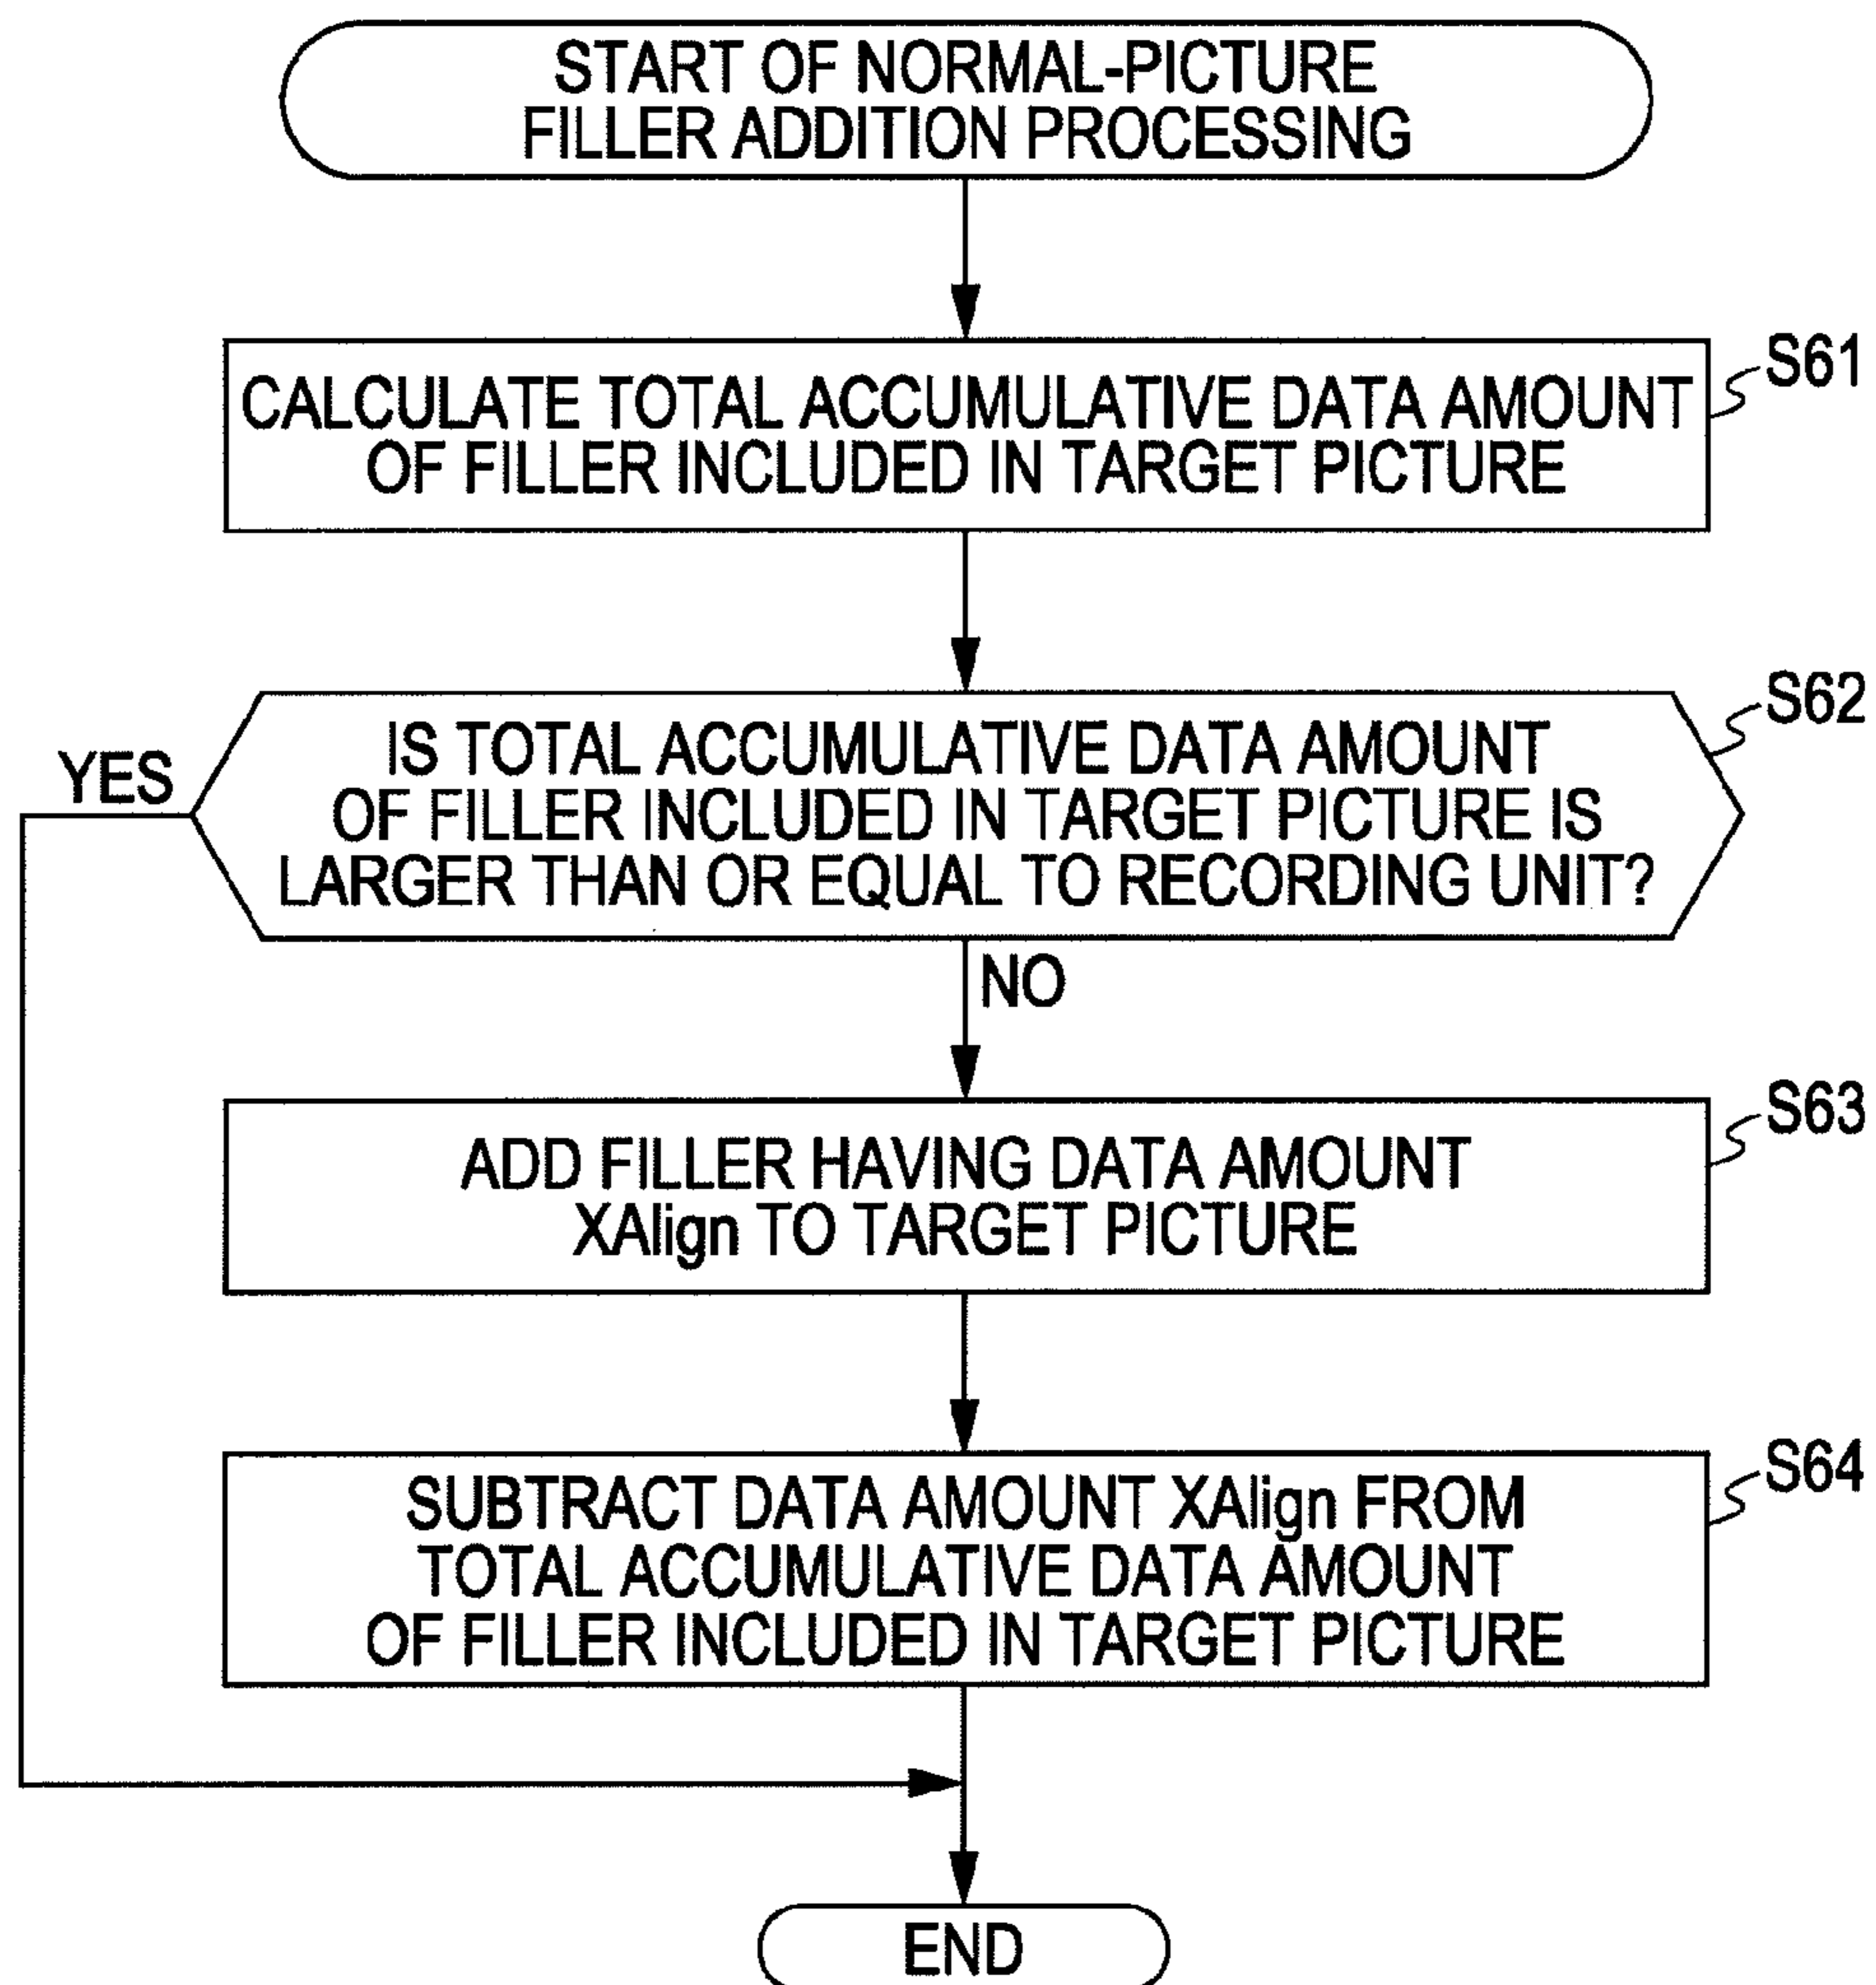 START OF NORMAL-PICTURE
FILLER ADDITION PROCESSING
S61
CALCULATE TOTAL ACCUMULATIVE DATA AMOUNT
OF FILLER INCLUDED IN TARGET PICTURE
S62
IS TOTAL ACCUMULATIVE DATA AMOUNT
OF FILLER INCLUDED IN TARGET PICTURE IS
LARGER THAN OR EQUAL TO RECORDING UNIT?
YES
NO
S63
ADD FILLER HAVING DATA AMOUNT
XAlign TO TARGET PICTURE
S64
SUBTRACT DATA AMOUNT XAlign FROM
TOTAL ACCUMULATIVE DATA AMOUNT
OF FILLER INCLUDED IN TARGET PICTURE
END